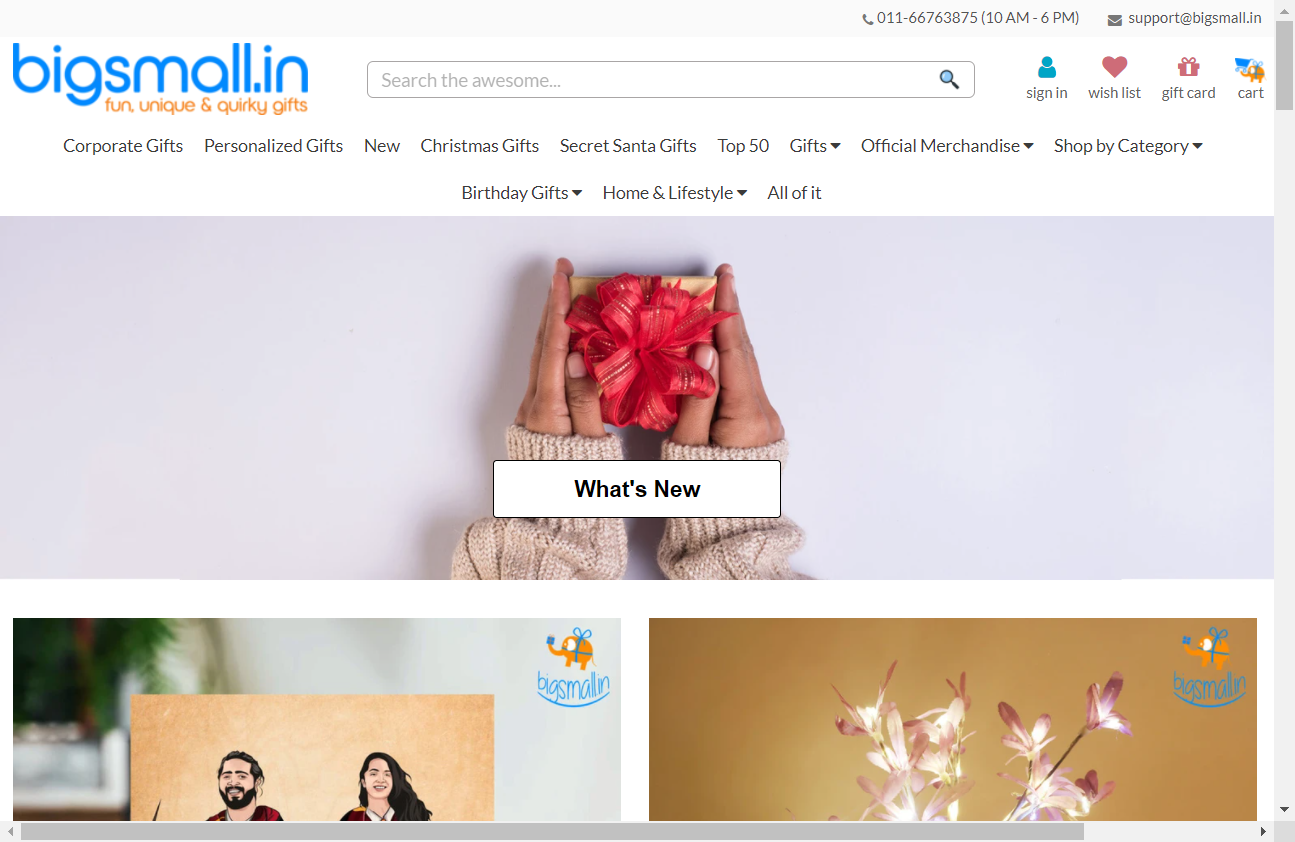 011-66763875 (10 AM - 6 PM) support@bigsmall.in
bigsmall.in
fun, unique & quirky gifts
Search the awesome...
sign in wish list gift card cart
Corporate Gifts Personalized Gifts New Christmas Gifts Secret Santa Gifts Top 50 Gifts Official Merchandise Shop by Category
Birthday Gifts Home & Lifestyle All of it
What's New
bigsmall.in
bigsmall.in